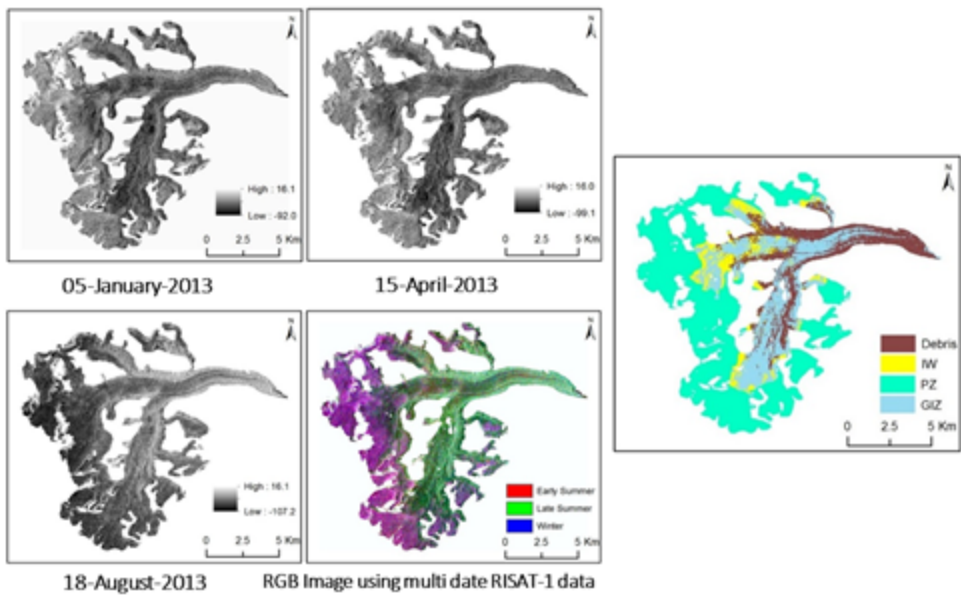 N
High : 16.1
Low : -92.0
0 2.5 5 Km
05-January-2013
N
High : 16.0
Low : -99.1
0 2.5 5 Km
15-April-2013
N
High : 16.1
Low : -107.2
0 2.5 5 Km
18-August-2013
N
Early Summer
Late Summer
Winter
0 2.5 5 Km
RGB Image using multi date RISAT-1 data
N
Debris
IW
PZ
GIZ
0 2.5 5 Km